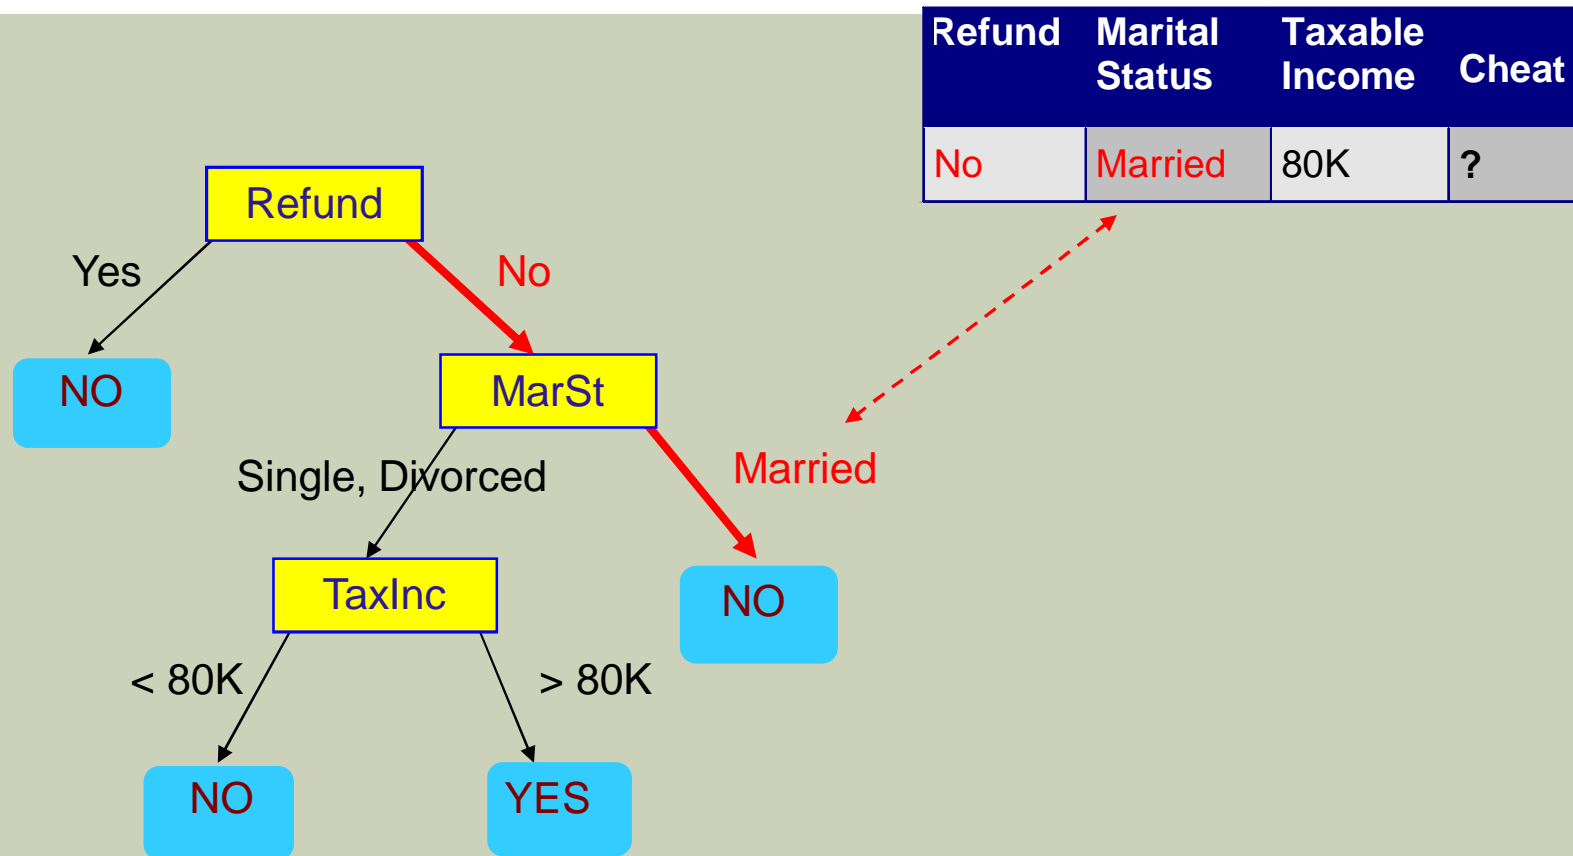 Refund Marital Status Taxable Income Cheat
No Married 80K ?
Refund
Yes No
NO
MarSt
Single, Divorced Married
TaxInc
NO
< 80K > 80K
NO YES